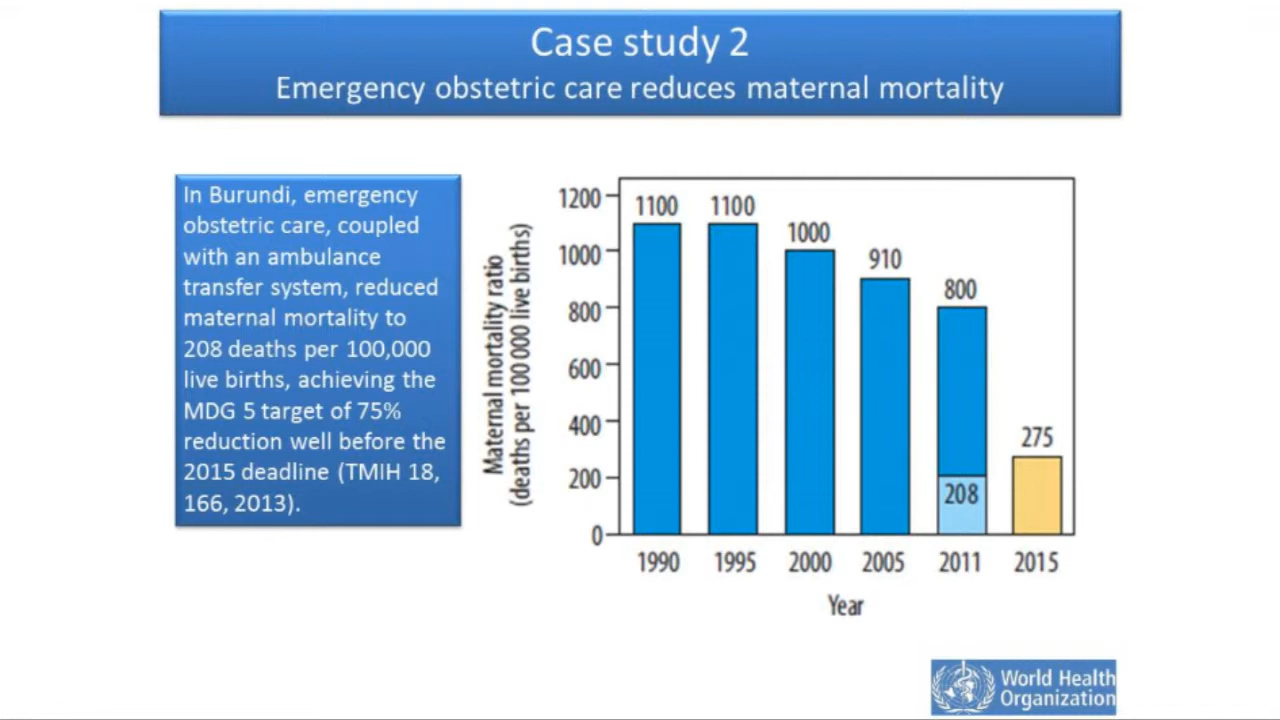 Case study 2
Emergency obstetric care reduces maternal mortality
In Burundi, emergency
obstetric care, coupled
with an ambulance
transfer system, reduced
maternal mortality to
208 deaths per 100,000
live births, achieving the
MDG 5 target of 75%
reduction well before the
2015 deadline (TMIH 18,
166, 2013).
Maternal mortality ratio
(deaths per 100 000 live births)
1200
1000
800
600
400
200
0
1100
1100
1000
910
800
208
275
1990 1995 2000 2005 2011 2015
Year
World Health
Organization